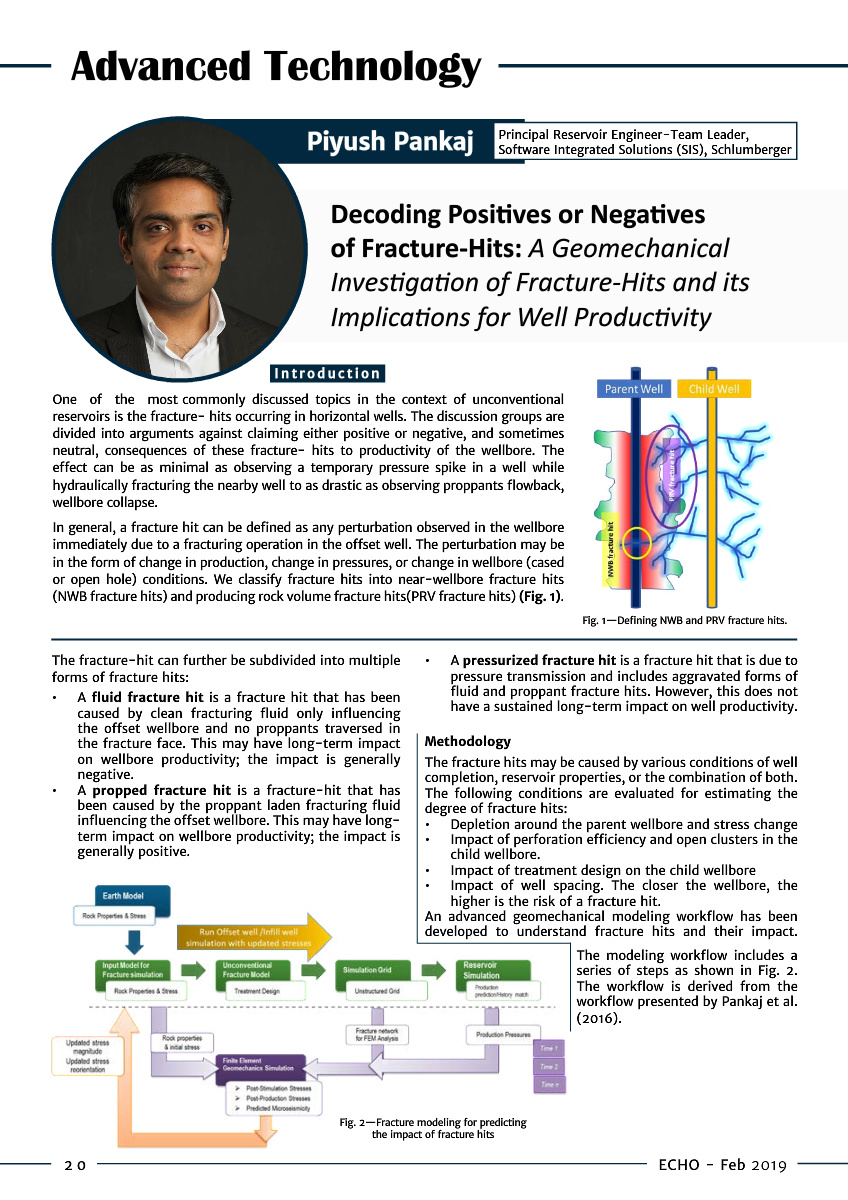 Advanced Technology
Piyush Pankaj
Principal Reservoir Engineer-Team Leader,
Software Integrated Solutions (SIS), Schlumberger
Decoding Positives or Negatives
of Fracture-Hits: A Geomechanical
Investigation of Fracture-Hits and its
Implications for Well Productivity
Introduction
One of the most commonly discussed topics in the context of unconventional
reservoirs is the fracture- hits occurring in horizontal wells. The discussion groups are
divided into arguments against claiming either positive or negative, and sometimes
neutral, consequences of these fracture- hits to productivity of the wellbore. The
effect can be as minimal as observing a temporary pressure spike in a well while
hydraulically fracturing the nearby well to as drastic as observing proppants flowback,
wellbore collapse.
In general, a fracture hit can be defined as any perturbation observed in the wellbore
immediately due to a fracturing operation in the offset well. The perturbation may be
in the form of change in production, change in pressures, or change in wellbore (cased
or open hole) conditions. We classify fracture hits into near-wellbore fracture hits
(NWB fracture hits) and producing rock volume fracture hits(PRV fracture hits) (Fig. 1).
Parent Well
Child Well
PRV fracture hit
NWB fracture hit
Fig. 1—Defining NWB and PRV fracture hits.
The fracture-hit can further be subdivided into multiple
forms of fracture hits:
• A fluid fracture hit is a fracture hit that has been
caused by clean fracturing fluid only influencing
the offset wellbore and no proppants traversed in
the fracture face. This may have long-term impact
on wellbore productivity; the impact is generally
negative.
• A propped fracture hit is a fracture-hit that has
been caused by the proppant laden fracturing fluid
influencing the offset wellbore. This may have long-
term impact on wellbore productivity; the impact is
generally positive.
• A pressurized fracture hit is a fracture hit that is due to
pressure transmission and includes aggravated forms of
fluid and proppant fracture hits. However, this does not
have a sustained long-term impact on well productivity.
Methodology
The fracture hits may be caused by various conditions of well
completion, reservoir properties, or the combination of both.
The following conditions are evaluated for estimating the
degree of fracture hits:
• Depletion around the parent wellbore and stress change
• Impact of perforation efficiency and open clusters in the
child wellbore.
• Impact of treatment design on the child wellbore
• Impact of well spacing. The closer the wellbore, the
higher is the risk of a fracture hit.
An advanced geomechanical modeling workflow has been
developed to understand fracture hits and their impact.
The modeling workflow includes a
series of steps as shown in Fig. 2.
The workflow is derived from the
workflow presented by Pankaj et al.
(2016).
Earth Model
Rock Properties & Stress
Run Offset well /Infill well
simulation with updated stresses
Input Model for
Fracture simulation
Rock Properties & Stress
Unconventional
Fracture Model
Treatment Design
Simulation Grid
Unstructured Grid
Reservoir
Simulation
Production
prediction/History match
Updated stress
magnitude
Updated stress
reorientation
Rock properties
& initial stress
Fracture network
for FEM Analysis
Production Pressures
Time 1
Time 2
Time n
Finite Element
Geomechanics Simulation
➢ Post-Stimulation Stresses
➢ Post-Production Stresses
➢ Predicted Microseismicity
Fig. 2—Fracture modeling for predicting
the impact of fracture hits
20
ECHO - Feb 2019